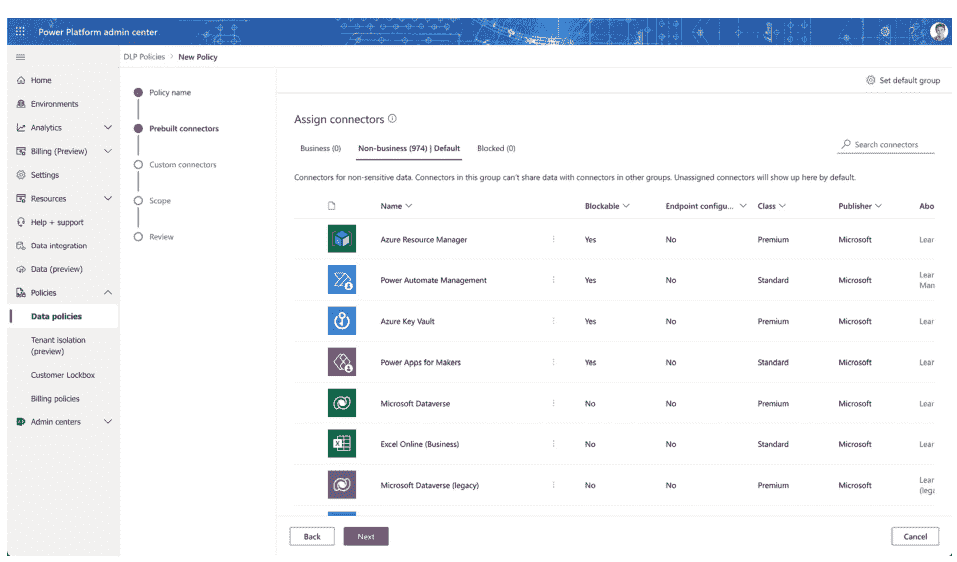 Power Platform admin center
DLP Policies > New Policy
Home
Environments
Analytics
Billing (Preview)
Settings
Resources
Help + support
Data integration
Data (preview)
Policies
Data policies
Tenant isolation
(preview)
Customer Lockbox
Billing policies
Admin centers
Policy name
Prebuilt connectors
Custom connectors
Scope
Review
Set default group
Assign connectors
Business (0) Non-business (974) | Default Blocked (0)
Search connectors
Connectors for non-sensitive data. Connectors in this group can't share data with connectors in other groups. Unassigned connectors will show up here by default.
Name Blockable Endpoint configu... Class Publisher Abo
Azure Resource Manager Yes No Premium Microsoft Lear
Power Automate Management Yes No Standard Microsoft Lear
Man
Azure Key Vault Yes No Premium Microsoft Lear
Power Apps for Makers Yes No Standard Microsoft Lear
Microsoft Dataverse No No Premium Microsoft Lear
Excel Online (Business) No No Standard Microsoft Lear
Microsoft Dataverse (legacy) No No Premium Microsoft Lear
(lega
Back Next Cancel